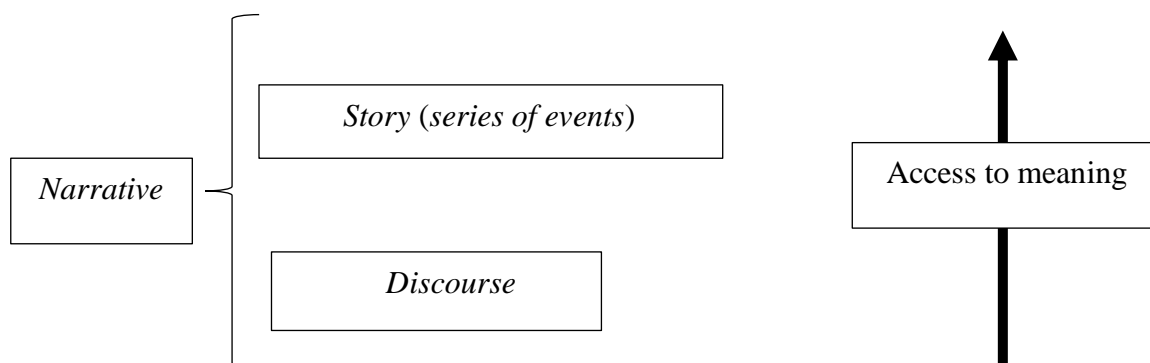 Story (series of events)
Narrative
Access to meaning
Discourse